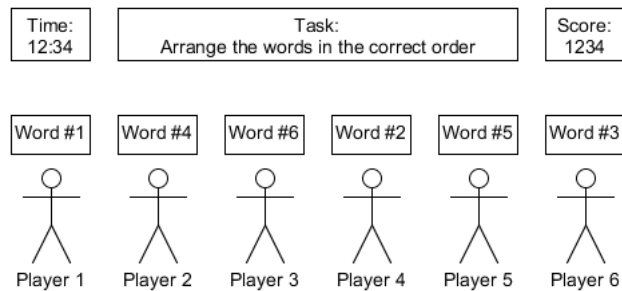 Time:
12:34
Task:
Arrange the words in the correct order
Score:
1234
Word #1
Word #4
Word #6
Word #2
Word #5
Word #3
Player 1
Player 2
Player 3
Player 4
Player 5
Player 6